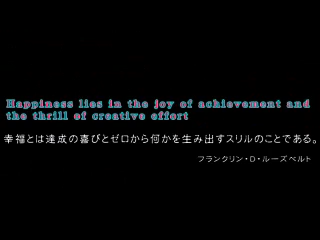 Happiness lies in the joy of achievement and
the thrill of creative effort
幸福とは達成の喜びとゼロから何かを生み出すスリルのことである。
フランクリン・D・ルーズベルト